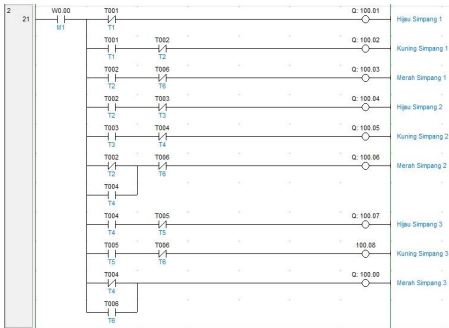 2
21
W0.00 T001 Q: 100.01
M1 T1 Hijau Simpang 1
T001 T002 Q: 100.02
T1 T2 Kuning Simpang 1
T002 T006 Q: 100.03
T2 T6 Merah Simpang 1
T002 T003 Q: 100.04
T2 T3 Hijau Simpang 2
T003 T004 Q: 100.05
T3 T4 Kuning Simpang 2
T002 T006 Q: 100.06
T2 T6 Merah Simpang 2
T004
T4
T004 T005 Q: 100.07
T4 T5 Hijau Simpang 3
T005 T006 100.08
T5 T6 Kuning Simpang 3
T004 Q: 100.00
T4 Merah Simpang 3
T006
T6